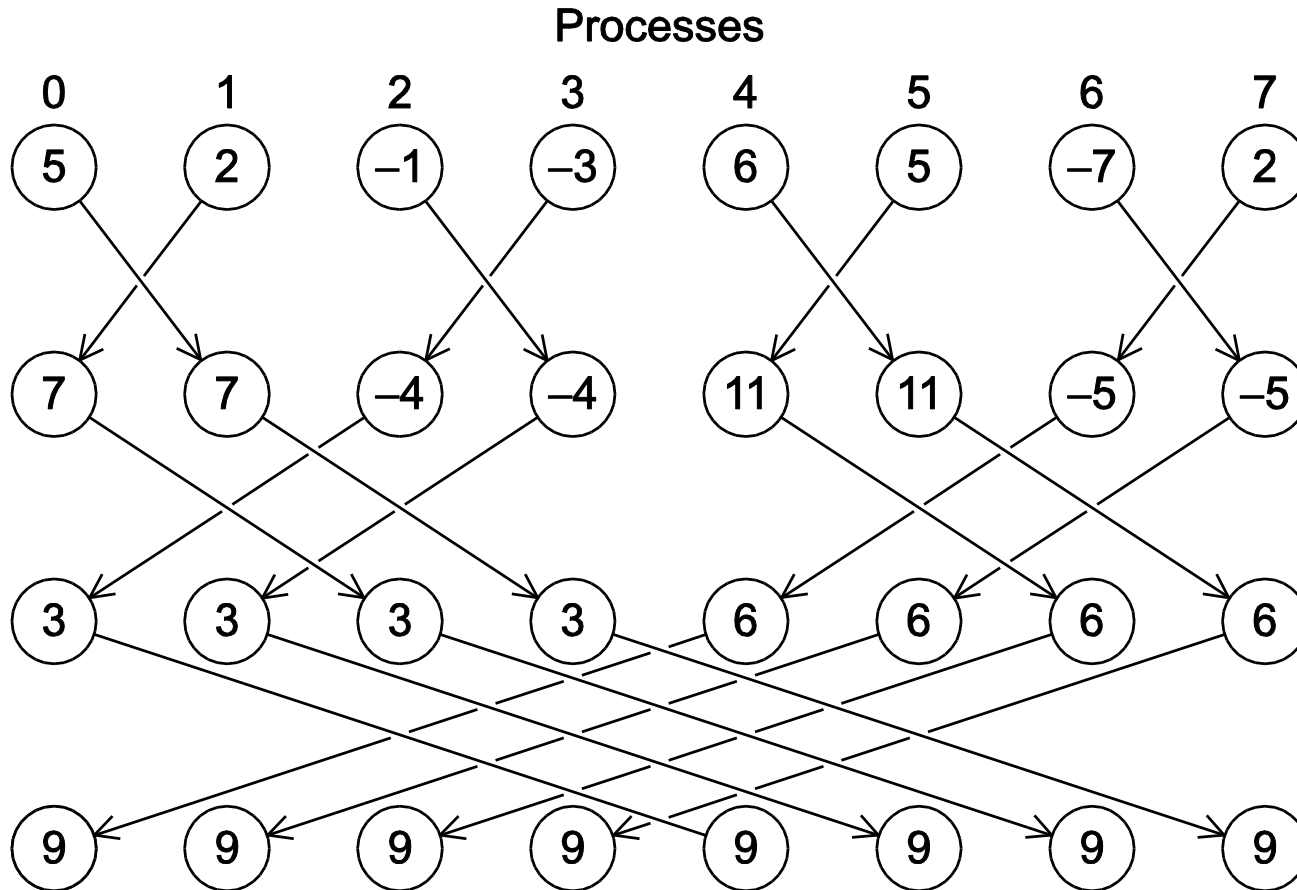 Processes
0 1 2 3 4 5 6 7
5 2 –1 –3 6 5 –7 2
7 7 –4 –4 11 11 –5 –5
3 3 3 3 6 6 6 6
9 9 9 9 9 9 9 9